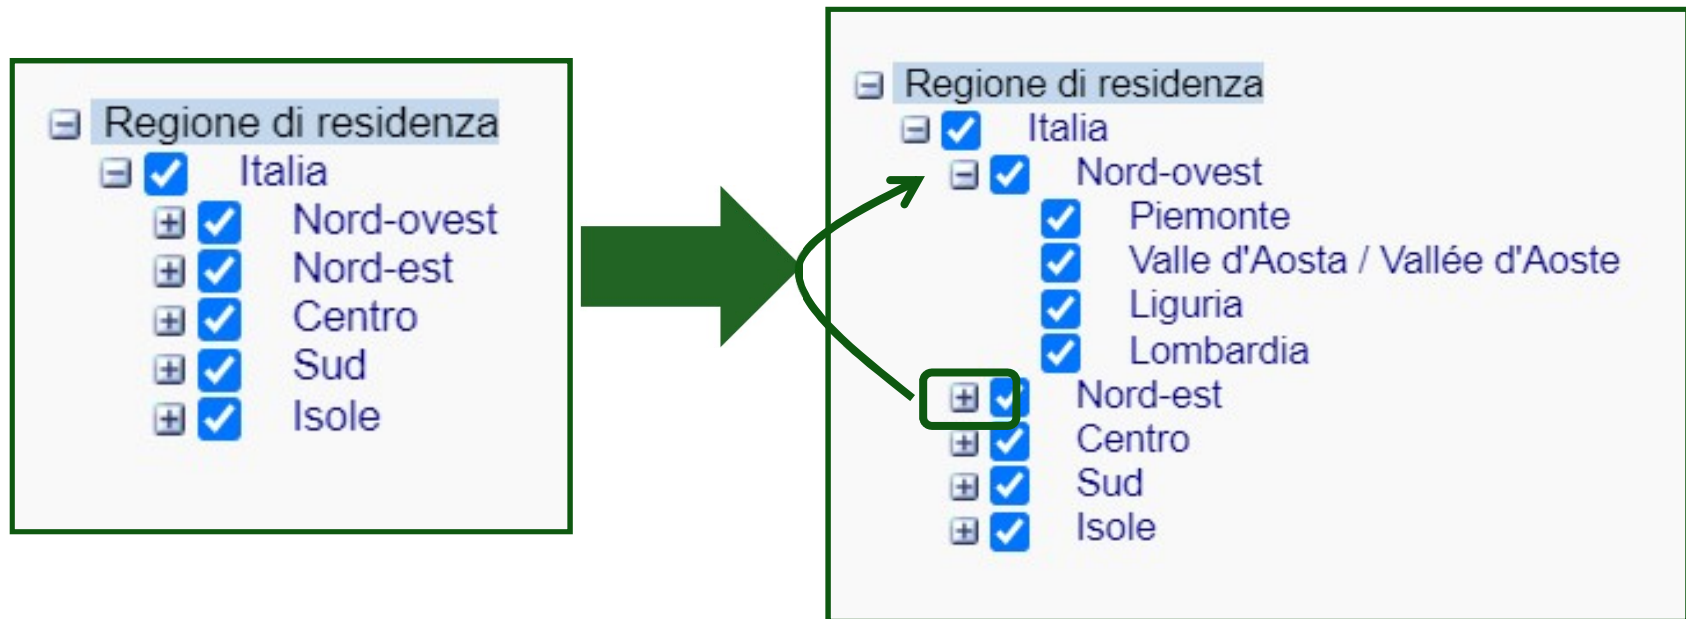 Regione di residenza
Italia
Nord-ovest
Nord-est
Centro
Sud
Isole
Regione di residenza
Italia
Nord-ovest
Piemonte
Valle d'Aosta / Vallée d'Aoste
Liguria
Lombardia
Nord-est
Centro
Sud
Isole